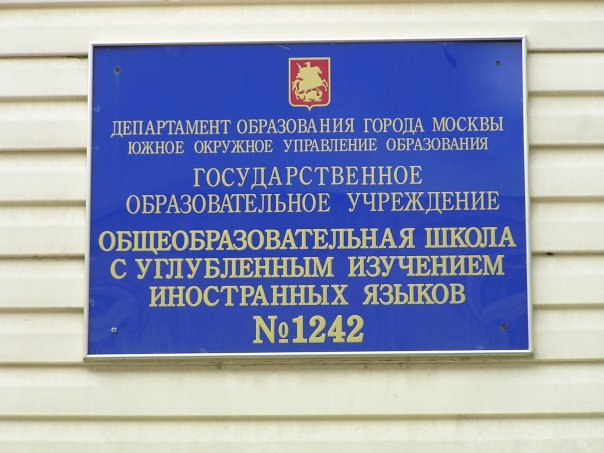 ДЕПАРТАМЕНТ ОБРАЗОВАНИЯ ГОРОДА МОСКВЫ
ЮЖНОЕ ОКРУЖНОЕ УПРАВЛЕНИЕ ОБРАЗОВАНИЯ
ГОСУДАРСТВЕННОЕ
ОБРАЗОВАТЕЛЬНОЕ УЧРЕЖДЕНИЕ
ОБЩЕОБРАЗОВАТЕЛЬНАЯ ШКОЛА
С УГЛУБЛЕННЫМ ИЗУЧЕНИЕМ
ИНОСТРАННЫХ ЯЗЫКОВ
№1242